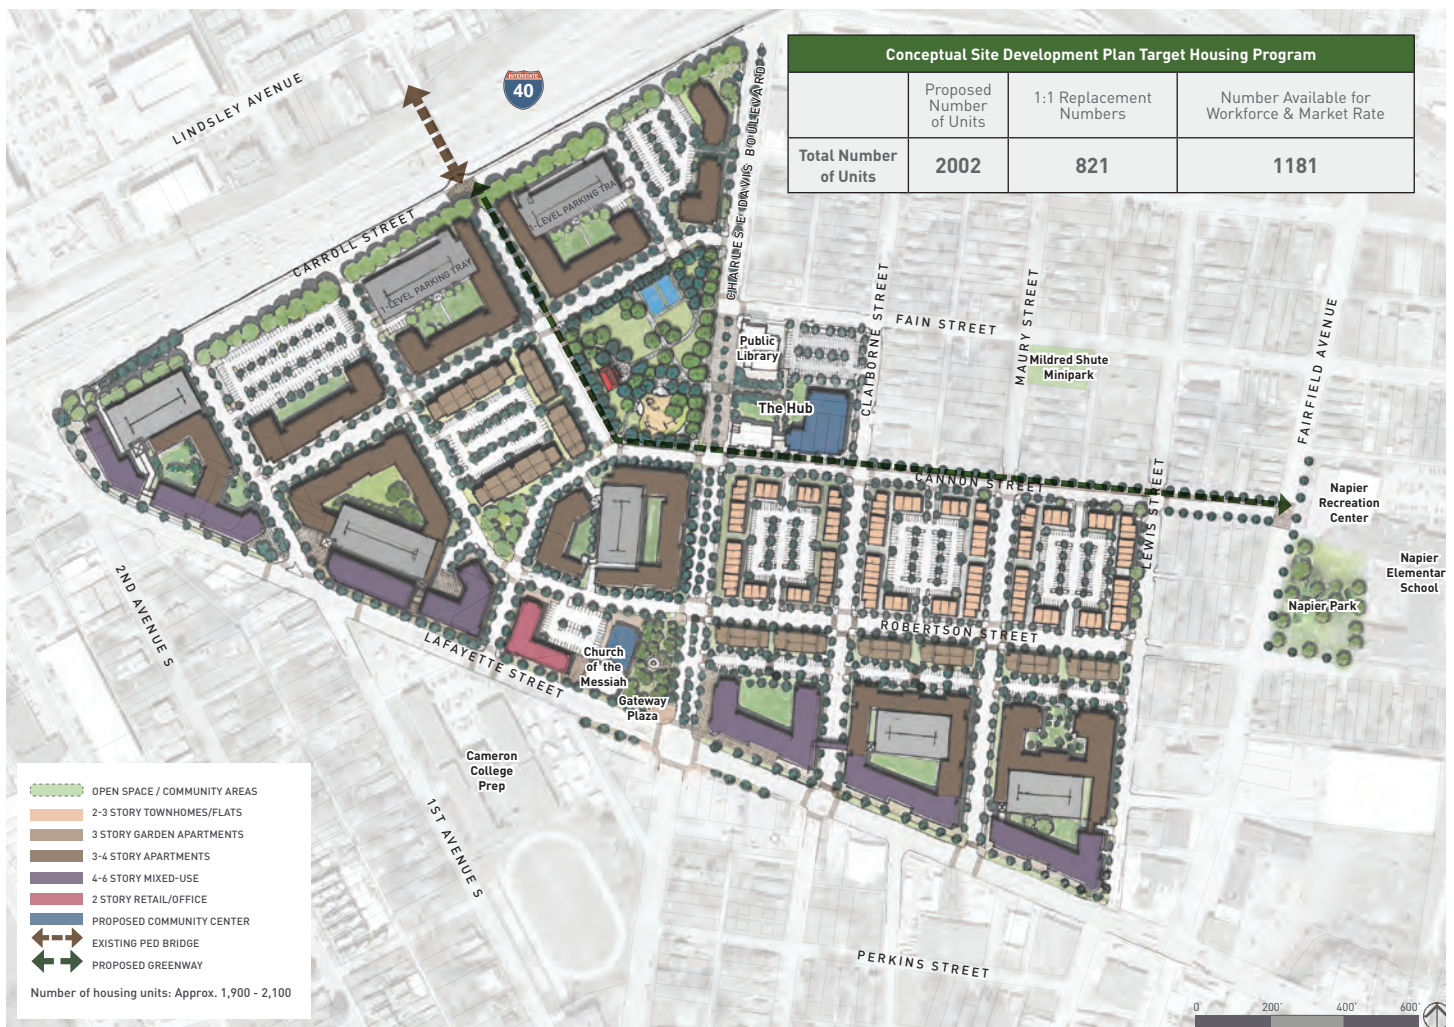 Conceptual Site Development Plan Target Housing Program
Proposed
Number
of Units
1:1 Replacement
Numbers
Number Available for
Workforce & Market Rate
Total Number
of Units
2002
821
1181
INTERSTATE
40
LINDSLEY AVENUE
CARROLL STREET
CHARLES E DAVIS BOULEVARD
1-LEVEL PARKING TRAY
1-LEVEL PARKING TRA
Public
Library
The Hub
CLAIBORNE STREET
FAIN STREET
MAURY STREET
Mildred Shute
Minipark
FAIRFIELD AVENUE
CANNON STREET
LEWIS STREET
Napier
Recreation
Center
Napier
Elementar
School
Napier Park
ROBERTSON STREET
2ND AVENUE S
LAFAYETTE STREET
Church
of the
Messiah
Gateway
Plaza
Cameron
College
Prep
1ST AVENUE S
PERKINS STREET
OPEN SPACE / COMMUNITY AREAS
2-3 STORY TOWNHOMES/FLATS
3 STORY GARDEN APARTMENTS
3-4 STORY APARTMENTS
4-6 STORY MIXED-USE
2 STORY RETAIL/OFFICE
PROPOSED COMMUNITY CENTER
EXISTING PED BRIDGE
PROPOSED GREENWAY
Number of housing units: Approx. 1,900 - 2,100
0 200' 400' 600'